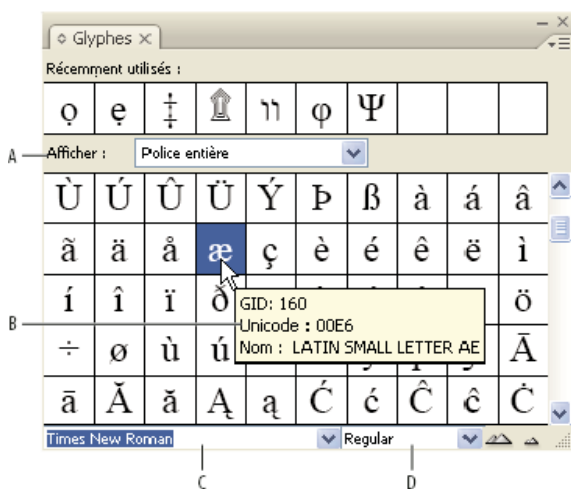 Glyphes
Récemment utilisés :
ọ ẹ ‡ װ φ Ψ
A
Afficher : Police entière
Ù Ú Û Ü Ý Þ ß à á â
ã ä å æ ç è é ê ë ì
í î ï ð ö
GID: 160
B
Unicode : 00E6
Nom : LATIN SMALL LETTER AE
÷ ø ù ú Ā
ā Ă ă Ą ą Ć ć Ĉ ĉ Ċ
Times New Roman Regular
C D